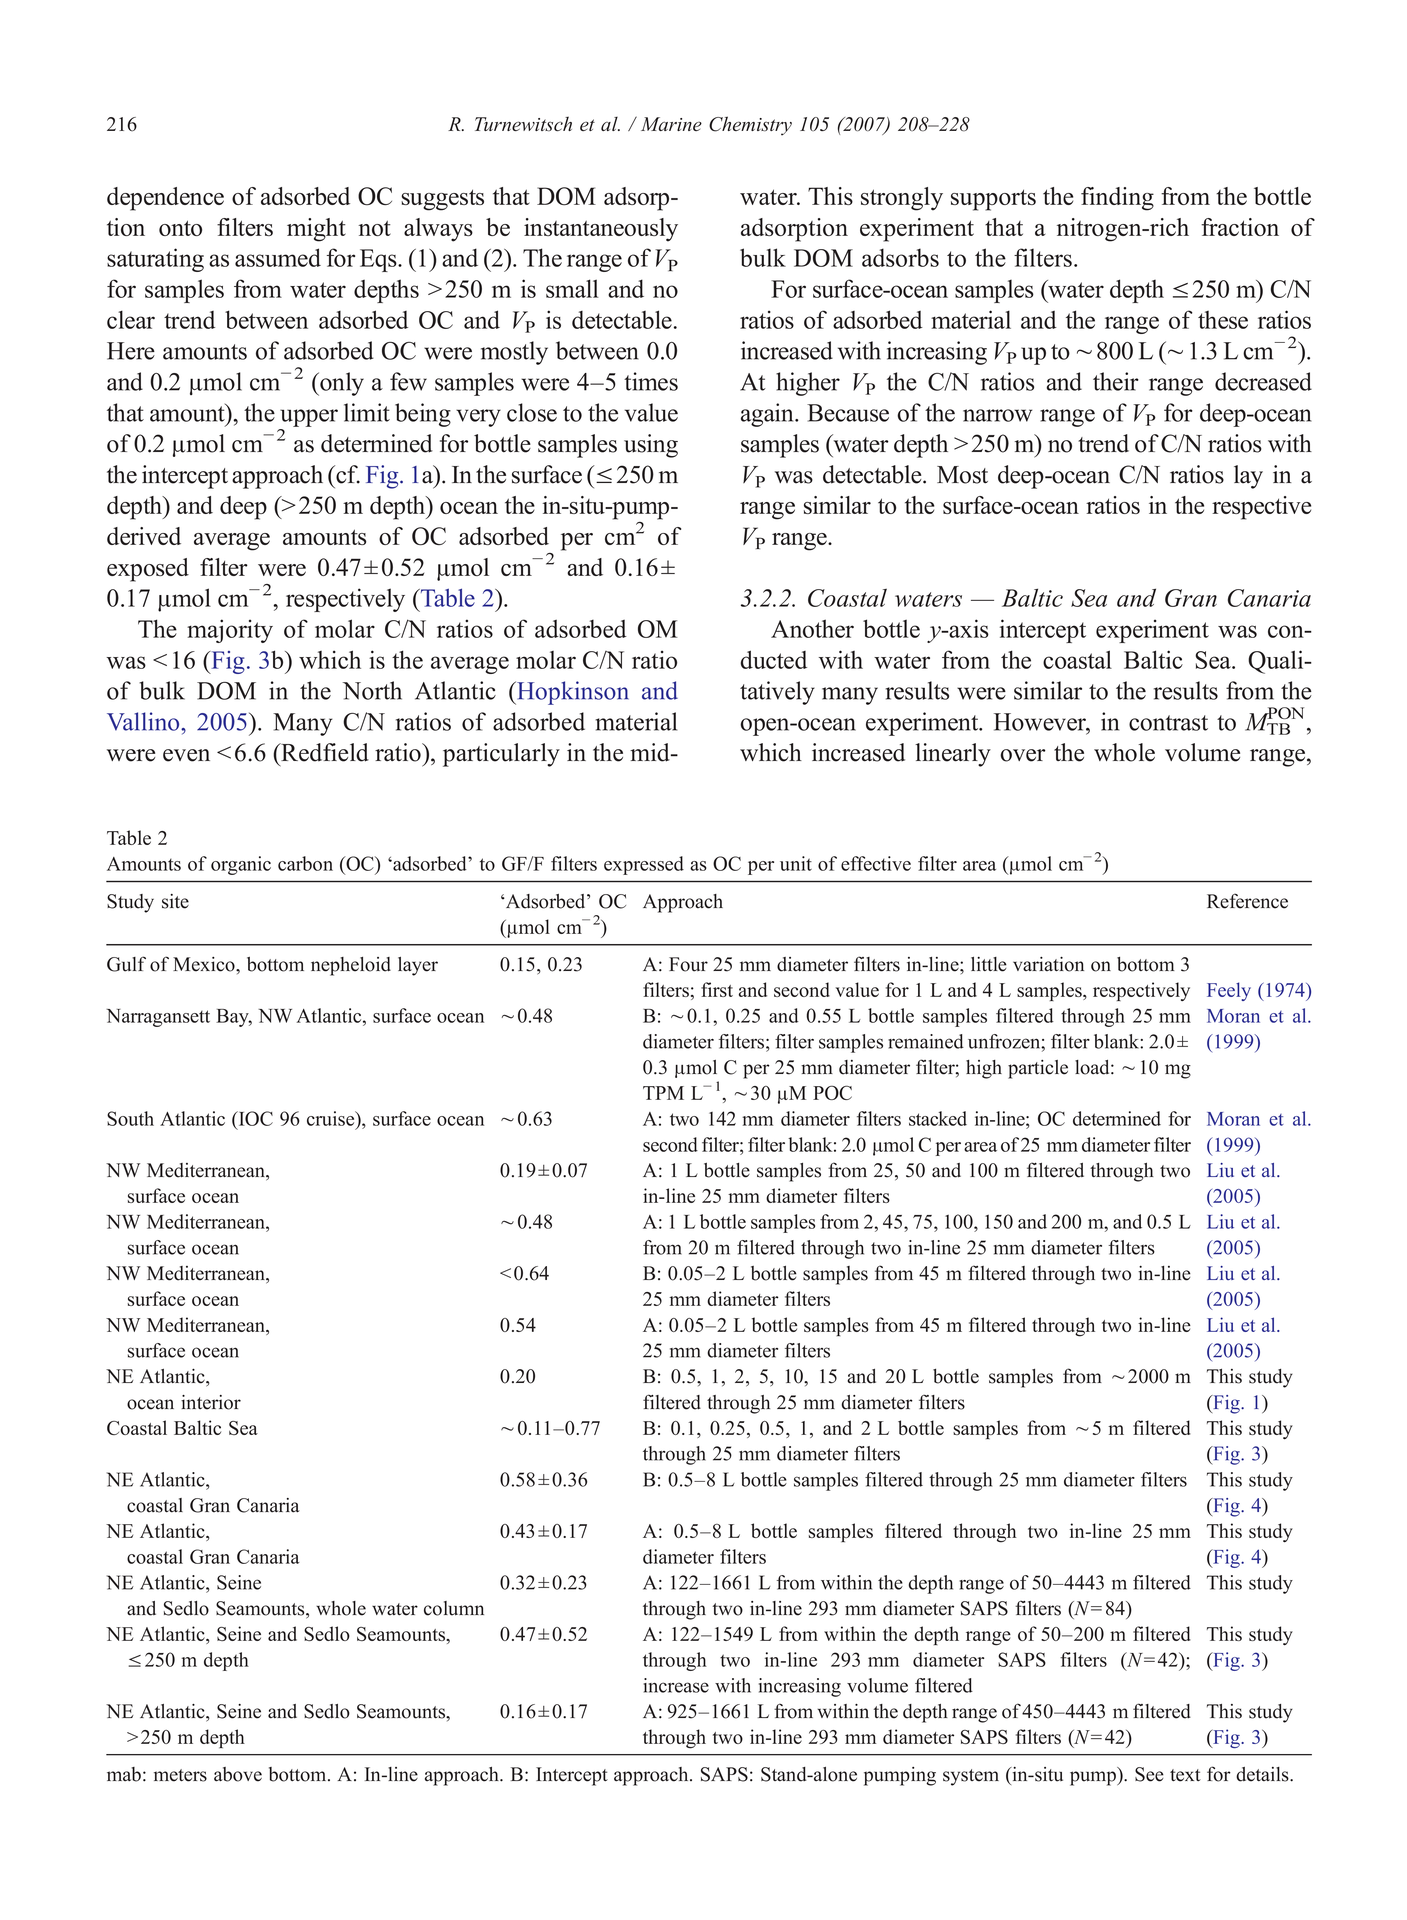 216
R. Turnewitsch et al. / Marine Chemistry 105 (2007) 208–228
dependence of adsorbed OC suggests that DOM adsorp-
tion onto filters might not always be instantaneously
saturating as assumed for Eqs. (1) and (2). The range of VP
for samples from water depths >250 m is small and no
clear trend between adsorbed OC and VP is detectable.
Here amounts of adsorbed OC were mostly between 0.0
and 0.2 μmol cm−2 (only a few samples were 4–5 times
that amount), the upper limit being very close to the value
of 0.2 μmol cm−2 as determined for bottle samples using
the intercept approach (cf. Fig. 1a). In the surface (≤250 m
depth) and deep (>250 m depth) ocean the in-situ-pump-
derived average amounts of OC adsorbed per cm2 of
exposed filter were 0.47±0.52 μmol cm−2 and 0.16±
0.17 μmol cm−2, respectively (Table 2).
The majority of molar C/N ratios of adsorbed OM
was <16 (Fig. 3b) which is the average molar C/N ratio
of bulk DOM in the North Atlantic (Hopkinson and
Vallino, 2005). Many C/N ratios of adsorbed material
were even <6.6 (Redfield ratio), particularly in the mid-
water. This strongly supports the finding from the bottle
adsorption experiment that a nitrogen-rich fraction of
bulk DOM adsorbs to the filters.
For surface-ocean samples (water depth ≤250 m) C/N
ratios of adsorbed material and the range of these ratios
increased with increasing VP up to ~800 L (~1.3 L cm−2).
At higher VP the C/N ratios and their range decreased
again. Because of the narrow range of VP for deep-ocean
samples (water depth >250 m) no trend of C/N ratios with
VP was detectable. Most deep-ocean C/N ratios lay in a
range similar to the surface-ocean ratios in the respective
VP range.
3.2.2. Coastal waters — Baltic Sea and Gran Canaria
Another bottle y-axis intercept experiment was con-
ducted with water from the coastal Baltic Sea. Quali-
tatively many results were similar to the results from the
open-ocean experiment. However, in contrast to MTBPON,
which increased linearly over the whole volume range,
Table 2
Amounts of organic carbon (OC) ‘adsorbed’ to GF/F filters expressed as OC per unit of effective filter area (μmol cm−2)
Study site ‘Adsorbed’ OC Approach Reference
(μmol cm−2)
Gulf of Mexico, bottom nepheloid layer 0.15, 0.23 A: Four 25 mm diameter filters in-line; little variation on bottom 3
filters; first and second value for 1 L and 4 L samples, respectively Feely (1974)
Narragansett Bay, NW Atlantic, surface ocean ~0.48 B: ~0.1, 0.25 and 0.55 L bottle samples filtered through 25 mm Moran et al.
diameter filters; filter samples remained unfrozen; filter blank: 2.0± (1999)
0.3 μmol C per 25 mm diameter filter; high particle load: ~10 mg
TPM L−1, ~30 μM POC
South Atlantic (IOC 96 cruise), surface ocean ~0.63 A: two 142 mm diameter filters stacked in-line; OC determined for Moran et al.
second filter; filter blank: 2.0 μmol C per area of 25 mm diameter filter (1999)
NW Mediterranean, 0.19±0.07 A: 1 L bottle samples from 25, 50 and 100 m filtered through two Liu et al.
surface ocean in-line 25 mm diameter filters (2005)
NW Mediterranean, ~0.48 A: 1 L bottle samples from 2, 45, 75, 100, 150 and 200 m, and 0.5 L Liu et al.
surface ocean from 20 m filtered through two in-line 25 mm diameter filters (2005)
NW Mediterranean, <0.64 B: 0.05–2 L bottle samples from 45 m filtered through two in-line Liu et al.
surface ocean 25 mm diameter filters (2005)
NW Mediterranean, 0.54 A: 0.05–2 L bottle samples from 45 m filtered through two in-line Liu et al.
surface ocean 25 mm diameter filters (2005)
NE Atlantic, 0.20 B: 0.5, 1, 2, 5, 10, 15 and 20 L bottle samples from ~2000 m This study
ocean interior filtered through 25 mm diameter filters (Fig. 1)
Coastal Baltic Sea ~0.11–0.77 B: 0.1, 0.25, 0.5, 1, and 2 L bottle samples from ~5 m filtered This study
through 25 mm diameter filters (Fig. 3)
NE Atlantic, 0.58±0.36 B: 0.5–8 L bottle samples filtered through 25 mm diameter filters This study
coastal Gran Canaria (Fig. 4)
NE Atlantic, 0.43±0.17 A: 0.5–8 L bottle samples filtered through two in-line 25 mm This study
coastal Gran Canaria diameter filters (Fig. 4)
NE Atlantic, Seine 0.32±0.23 A: 122–1661 L from within the depth range of 50–4443 m filtered This study
and Sedlo Seamounts, whole water column through two in-line 293 mm diameter SAPS filters (N=84)
NE Atlantic, Seine and Sedlo Seamounts, 0.47±0.52 A: 122–1549 L from within the depth range of 50–200 m filtered This study
≤250 m depth through two in-line 293 mm diameter SAPS filters (N=42); (Fig. 3)
increase with increasing volume filtered
NE Atlantic, Seine and Sedlo Seamounts, 0.16±0.17 A: 925–1661 L from within the depth range of 450–4443 m filtered This study
>250 m depth through two in-line 293 mm diameter SAPS filters (N=42) (Fig. 3)
mab: meters above bottom. A: In-line approach. B: Intercept approach. SAPS: Stand-alone pumping system (in-situ pump). See text for details.